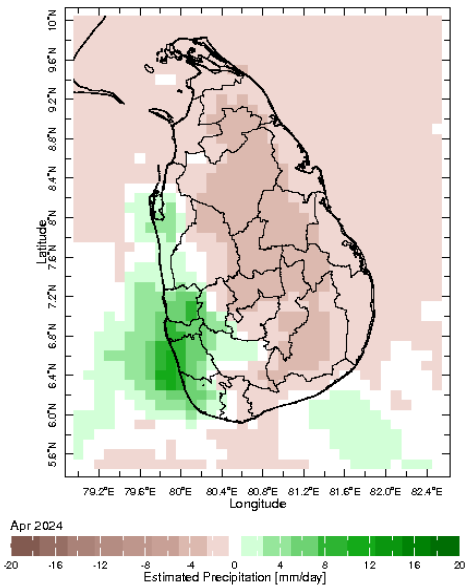 10°N
9.6°N
9.2°N
8.8°N
8.4°N
8°N
7.6°N
7.2°N
6.8°N
6.4°N
6.0°N
5.6°N
Latitude
79.2°E 79.6°E 80°E 80.4°E 80.8°E 81.2°E 81.6°E 82.0°E 82.4°E
Longitude
Apr 2024
-20 -16 -12 -8 -4 0 4 8 12 16 20
Estimated Precipitation [mm/day]